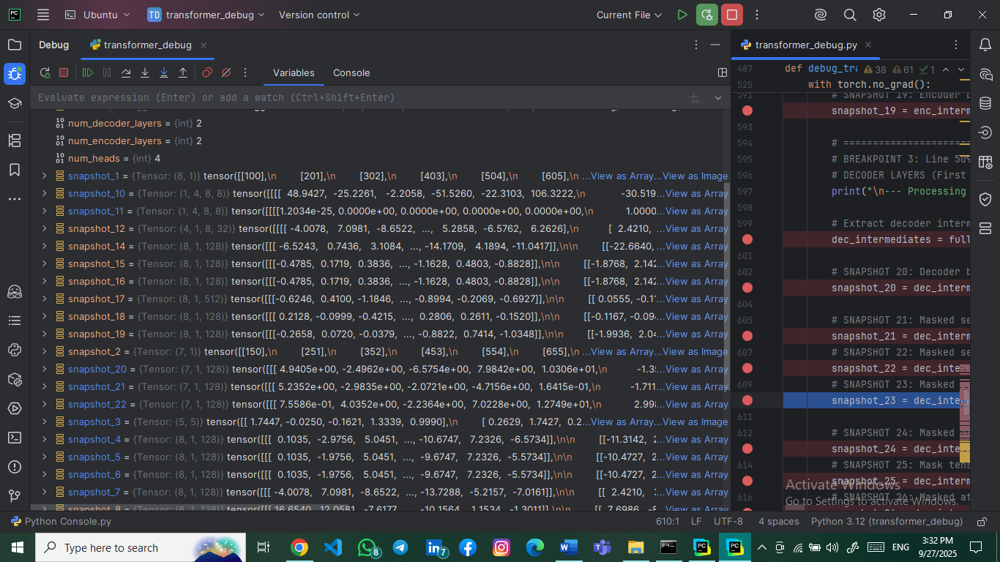 Ubuntu TD transformer_debug Version control Current File
Debug transformer_debug transformer_debug.py
Variables Console
Evaluate expression (Enter) or add a watch (Ctrl+Shift+Enter)
num_decoder_layers = {int} 2
num_encoder_layers = {int} 2
num_heads = {int} 4
snapshot_1 = {Tensor: (8, 1)} tensor([[100],\n [201],\n [302],\n [403],\n [504],\n [605],\n ...View as Array...View as Image
snapshot_10 = {Tensor: (1, 4, 8, 8)} tensor([[[[ 48.9427, -25.2261, -2.2058, -51.5260, -22.3103, 106.3222,\n -30.519...View as Array
snapshot_11 = {Tensor: (1, 4, 8, 8)} tensor([[[[1.2034e-25, 0.0000e+00, 0.0000e+00, 0.0000e+00, 0.0000e+00,\n 1.0000...View as Array
snapshot_12 = {Tensor: (4, 1, 8, 32)} tensor([[[[ -4.0078, 7.0981, -8.6522, ..., 5.2858, -6.5762, 6.2626],\n [ 2.4210, ...View as Array
snapshot_14 = {Tensor: (8, 1, 128)} tensor([[[ -6.5243, 0.7436, 3.1084, ..., -14.1709, 4.1894, -11.0417]],\n\n [[-22.6640, ...View as Array
snapshot_15 = {Tensor: (8, 1, 128)} tensor([[[-0.4785, 0.1719, 0.3836, ..., -1.1628, 0.4803, -0.8828]],\n\n [[-1.8768, 2.142...View as Array
snapshot_16 = {Tensor: (8, 1, 128)} tensor([[[-0.4785, 0.1719, 0.3836, ..., -1.1628, 0.4803, -0.8828]],\n\n [[-1.8768, 2.142...View as Array
snapshot_17 = {Tensor: (8, 1, 512)} tensor([[[-0.6246, 0.4100, -1.1846, ..., -0.8994, -0.2069, -0.6927]],\n\n [[ 0.0555, -0.1...View as Array
snapshot_18 = {Tensor: (8, 1, 128)} tensor([[[ 0.2128, -0.0999, -0.4215, ..., 0.2806, 0.2611, -0.1520]],\n\n [[-0.1167, -0.09...View as Array
snapshot_19 = {Tensor: (8, 1, 128)} tensor([[[-0.2658, 0.0720, -0.0379, ..., -0.8822, 0.7414, -1.0348]],\n\n [[-1.9936, 2.04...View as Array
snapshot_2 = {Tensor: (7, 1)} tensor([[150],\n [251],\n [352],\n [453],\n [554],\n [655],\n ...View as Array...View as Image
snapshot_20 = {Tensor: (7, 1, 128)} tensor([[[ 4.9405e+00, -2.4962e+00, -6.5754e+00, 7.9842e+00, 1.0306e+01,\n -1.3...View as Array
snapshot_21 = {Tensor: (7, 1, 128)} tensor([[[ 5.2352e+00, -2.9835e+00, -2.0721e+00, -4.7156e+00, 1.6415e-01,\n -1.711...View as Array
snapshot_22 = {Tensor: (7, 1, 128)} tensor([[[ 7.5586e-01, 4.0352e+00, -2.2364e+00, 7.0228e+00, 1.2749e+01,\n 2.99...View as Array
snapshot_3 = {Tensor: (5, 5)} tensor([[ 1.7447, -0.0250, -0.1621, 1.3339, 0.9990],\n [ 0.2629, 1.7427, 0.2...View as Array...View as Image
snapshot_4 = {Tensor: (8, 1, 128)} tensor([[[ 0.1035, -2.9756, 5.0451, ..., -10.6747, 7.2326, -6.5734]],\n\n [[-11.3142, 2...View as Array
snapshot_5 = {Tensor: (8, 1, 128)} tensor([[[ 0.1035, -1.9756, 5.0451, ..., -9.6747, 7.2326, -5.5734]],\n\n [[-10.4727, 2...View as Array
snapshot_6 = {Tensor: (8, 1, 128)} tensor([[[ 0.1035, -1.9756, 5.0451, ..., -9.6747, 7.2326, -5.5734]],\n\n [[-10.4727, 2...View as Array
snapshot_7 = {Tensor: (8, 1, 128)} tensor([[[ -4.0078, 7.0981, -8.6522, ..., -13.7288, -5.2157, -7.0161]],\n\n [[ 2.4210, ...View as Array
snapshot_8 = {Tensor: (8, 1, 128)} tensor([[[ 16.6540, 12.0581, -7.6177, ..., -10.1564, 1.1534, -1.3011]],\n\n [[ 7.6986, -8...View as Array
487 def debug_tra 38 61 1
525 with torch.no_grad():
591 # SNAPSHOT 19: Encoder b
snapshot_19 = enc_interm
593
594 # ======================
595 # BREAKPOINT 3: Line 509
596 # DECODER LAYERS (First
597 print("\n--- Processing
598
599 # Extract decoder interm
dec_intermediates = full
601
602 # SNAPSHOT 20: Decoder b
snapshot_20 = dec_interm
604
605 # SNAPSHOT 21: Masked se
snapshot_21 = dec_interm
607 # SNAPSHOT 22: Masked se
snapshot_22 = dec_inte
609 # SNAPSHOT 23: Masked
snapshot_23 = dec_inte
611
612 # SNAPSHOT 24: Masked
snapshot_24 = dec_inte
614 # SNAPSHOT 25: Mask tens
snapshot_25 = dec_interm
616 # SNAPSHOT 26: Masked at
Activate Windows
Go to Settings to activate Windows.
Python Console.py 610:1 LF UTF-8 4 spaces Python 3.12 (transformer_debug)
Type here to search 8 7 ENG 3:32 PM
9/27/2025